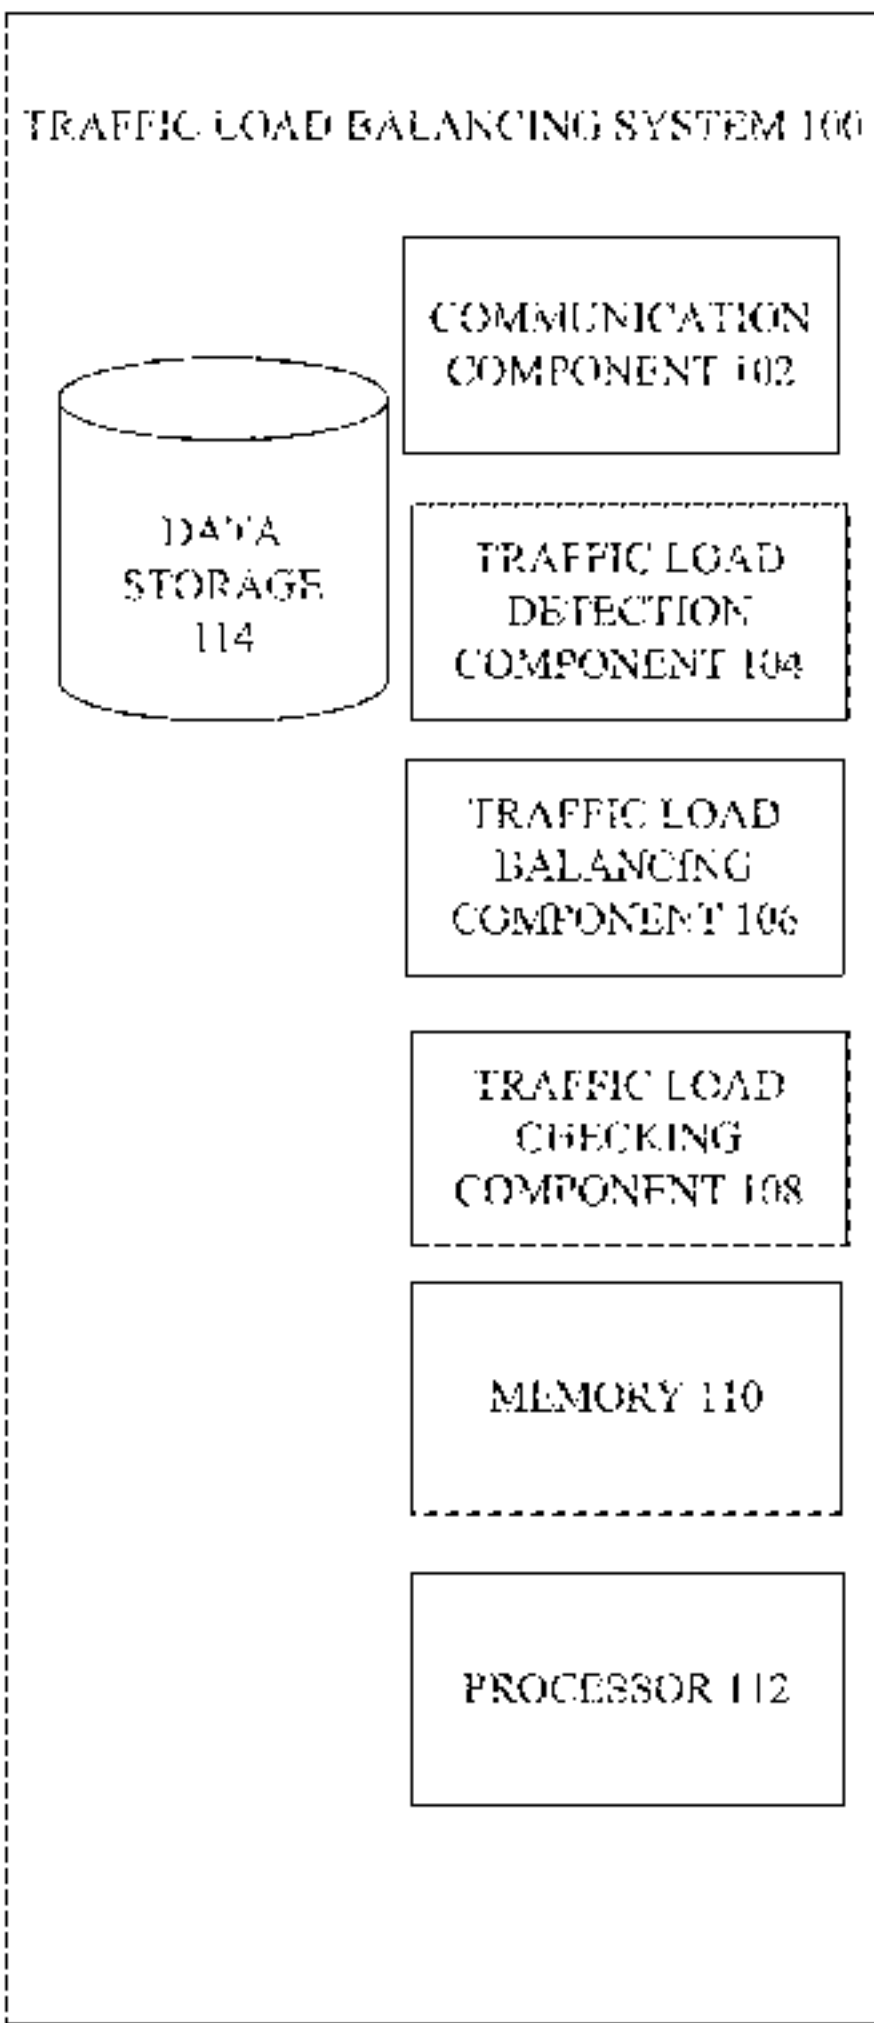 TRAFFIC LOAD BALANCING SYSTEM 100
COMMUNICATION
COMPONENT 102
DATA
STORAGE
114
TRAFFIC LOAD
DETECTION
COMPONENT 104
TRAFFIC LOAD
BALANCING
COMPONENT 106
TRAFFIC LOAD
CHECKING
COMPONENT 108
MEMORY 110
PROCESSOR 112